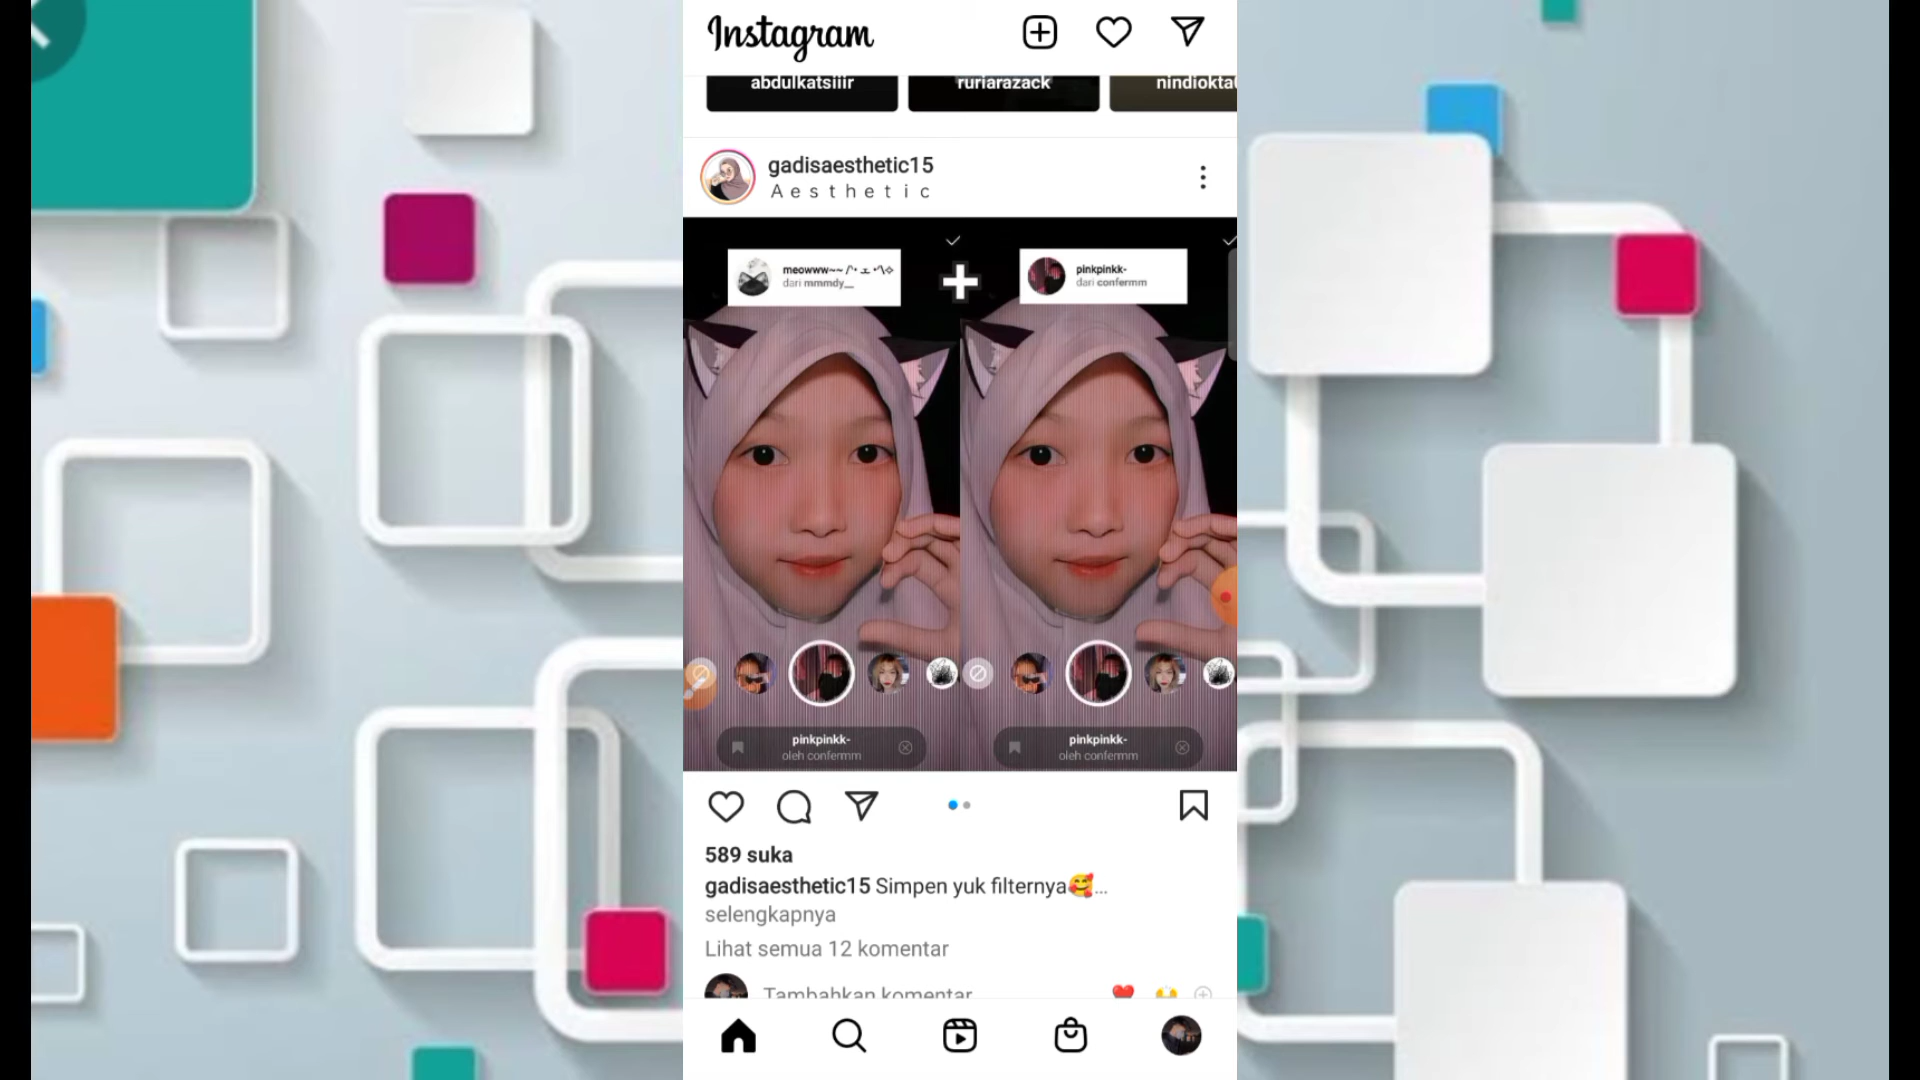 Instagram
abdulkatsiiir
ruriarazack
nindiokta
gadisaesthetic15
Aesthetic
meowww~~
dari mmmdy__
pinkpinkk-
dari confermm
pinkpinkk-
oleh confermm
pinkpinkk-
oleh confermm
589 suka
gadisaesthetic15 Simpen yuk filternya🥰...
selengkapnya
Lihat semua 12 komentar
Tambahkan komentar